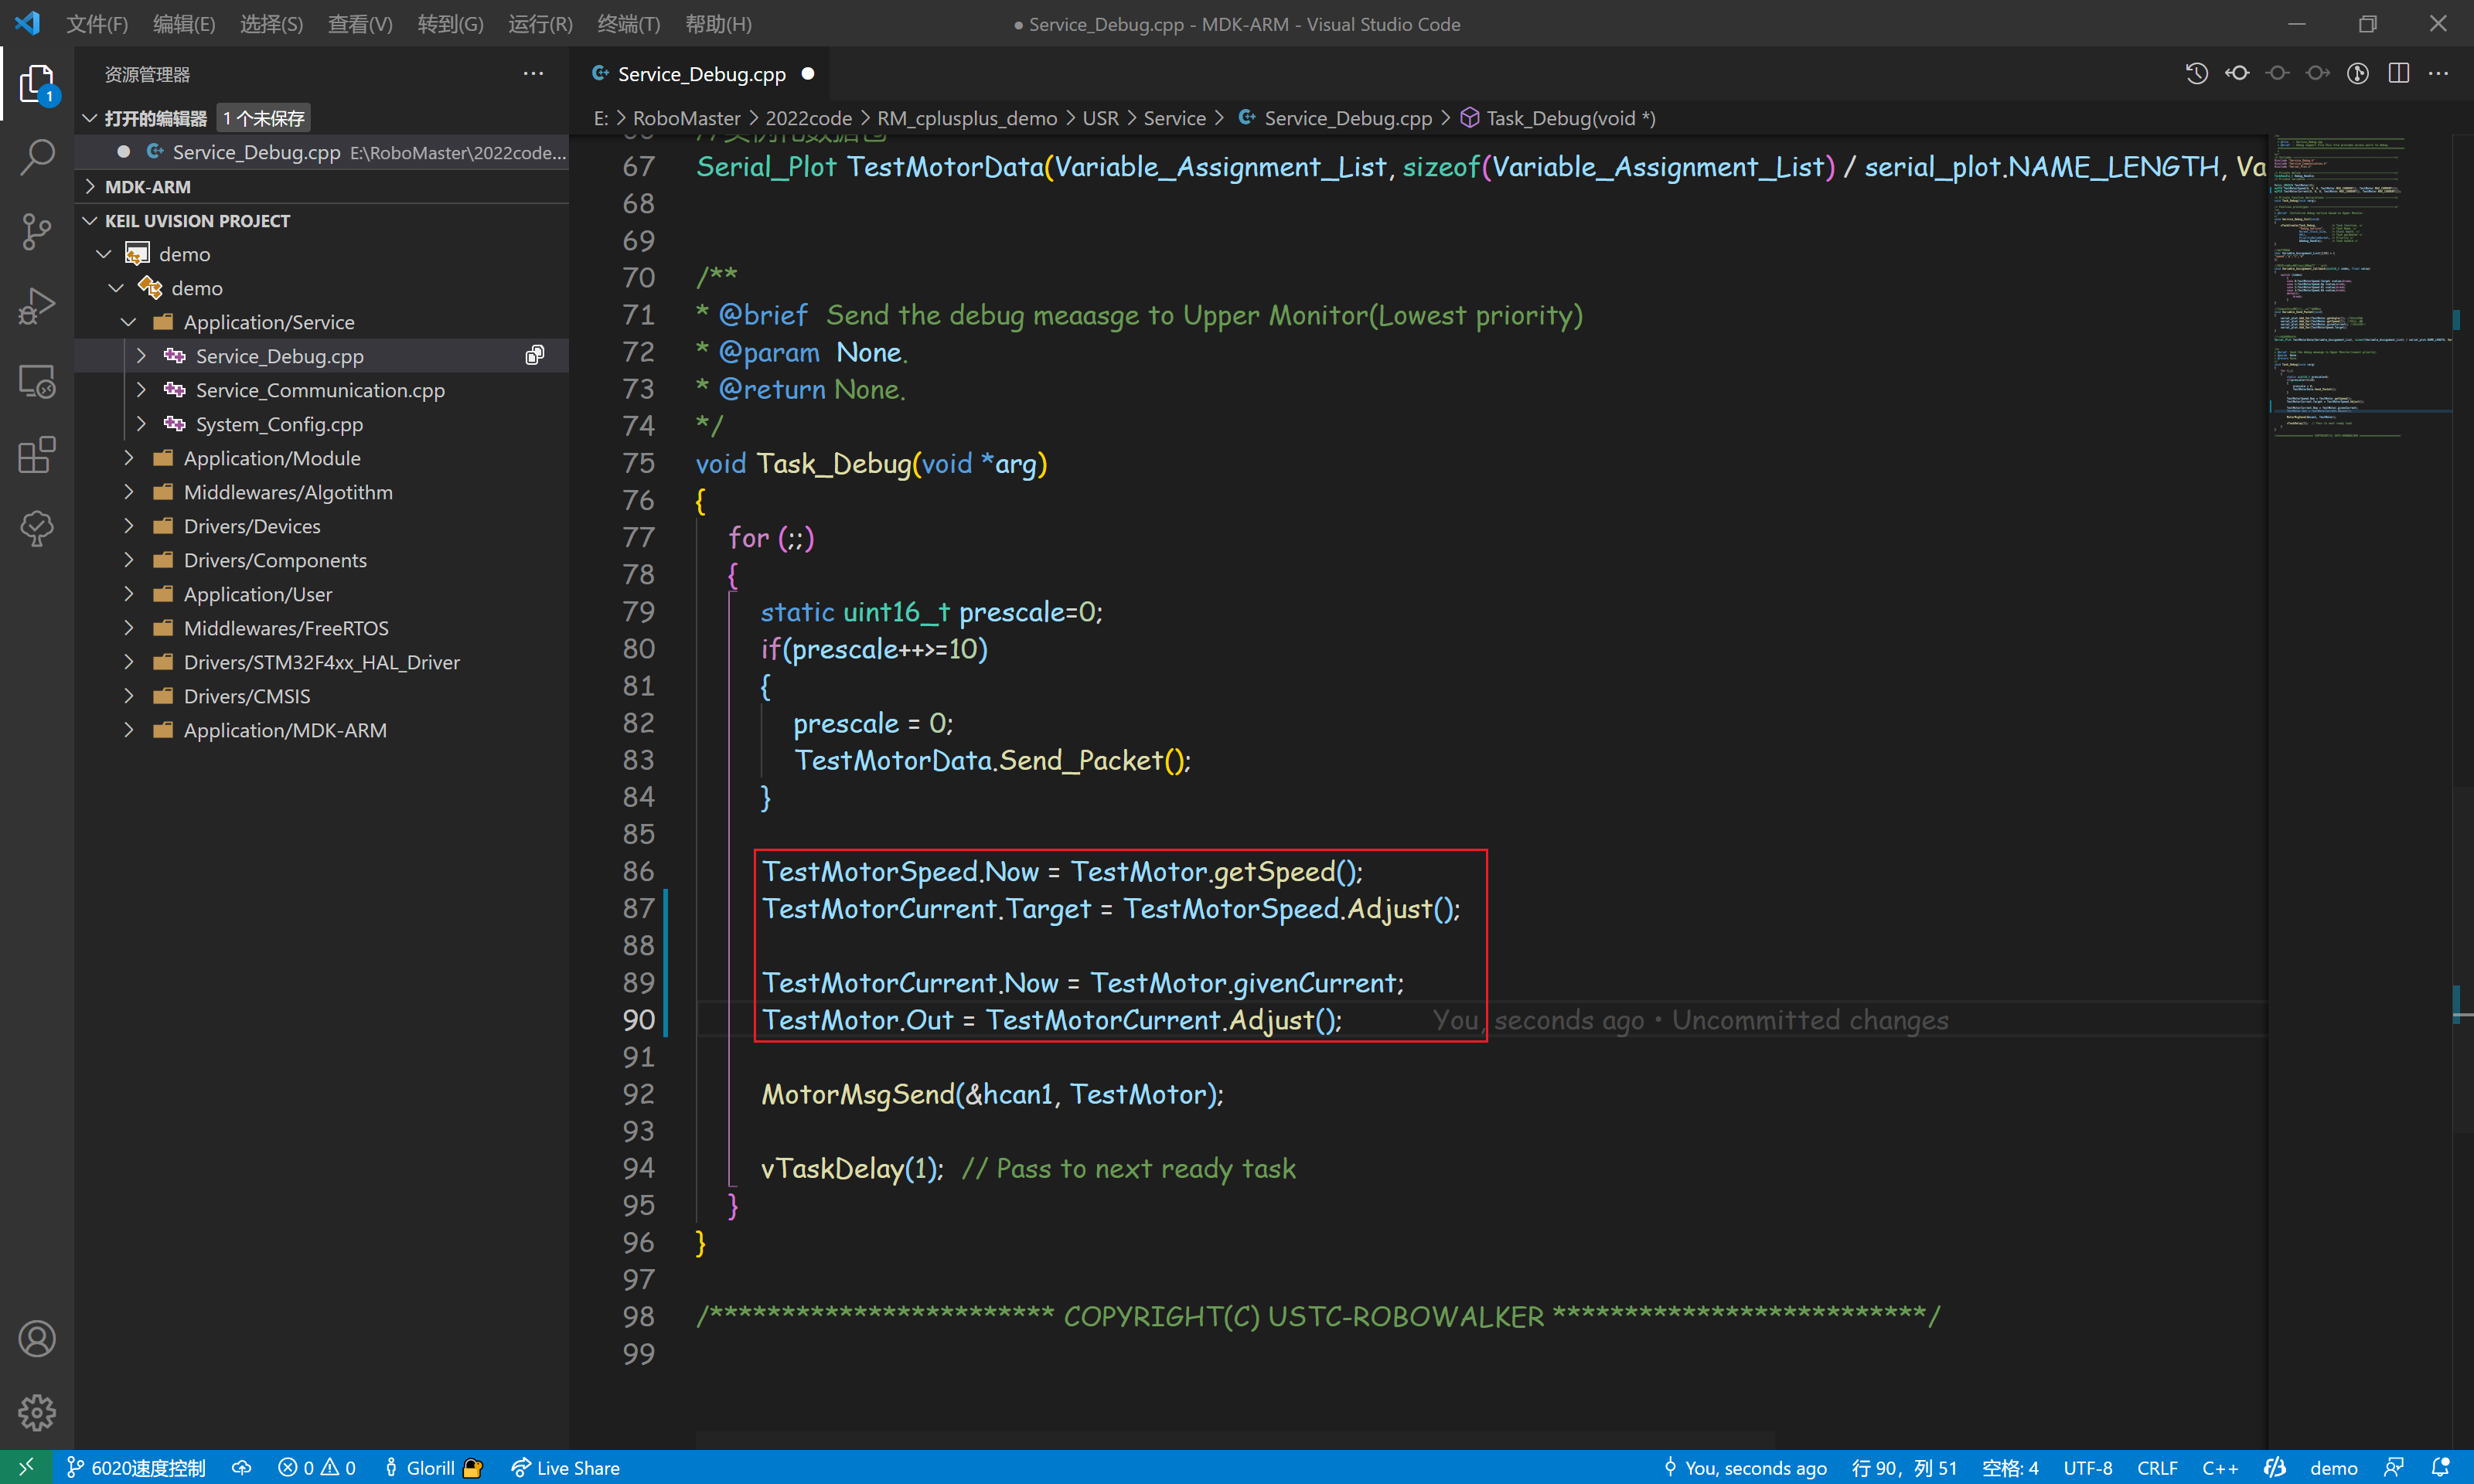 文件(F) 编辑(E) 选择(S) 查看(V) 转到(G) 运行(R) 终端(T) 帮助(H)
● Service_Debug.cpp - MDK-ARM - Visual Studio Code
资源管理器
1
打开的编辑器 1 个未保存
Service_Debug.cpp E:\RoboMaster\2022code...
MDK-ARM
KEIL UVISION PROJECT
demo
demo
Application/Service
Service_Debug.cpp
Service_Communication.cpp
System_Config.cpp
Application/Module
Middlewares/Algotithm
Drivers/Devices
Drivers/Components
Application/User
Middlewares/FreeRTOS
Drivers/STM32F4xx_HAL_Driver
Drivers/CMSIS
Application/MDK-ARM
Service_Debug.cpp
E: > RoboMaster > 2022code > RM_cplusplus_demo > USR > Service > Service_Debug.cpp > Task_Debug(void *)
67 Serial_Plot TestMotorData(Variable_Assignment_List, sizeof(Variable_Assignment_List) / serial_plot.NAME_LENGTH, Va
68
69
70 /**
71 * @brief  Send the debug meaasge to Upper Monitor(Lowest priority)
72 * @param  None.
73 * @return None.
74 */
75 void Task_Debug(void *arg)
76 {
77 for (;;)
78 {
79 static uint16_t prescale=0;
80 if(prescale++>=10)
81 {
82 prescale = 0;
83 TestMotorData.Send_Packet();
84 }
85
86 TestMotorSpeed.Now = TestMotor.getSpeed();
87 TestMotorCurrent.Target = TestMotorSpeed.Adjust();
88
89 TestMotorCurrent.Now = TestMotor.givenCurrent;
90 TestMotor.Out = TestMotorCurrent.Adjust(); You, seconds ago • Uncommitted changes
91
92 MotorMsgSend(&hcan1, TestMotor);
93
94 vTaskDelay(1);  // Pass to next ready task
95 }
96 }
97
98 /************************ COPYRIGHT(C) USTC-ROBOWALKER **************************/
99
6020速度控制 0 0 Glorill Live Share You, seconds ago 行 90，列 51 空格: 4 UTF-8 CRLF C++ demo